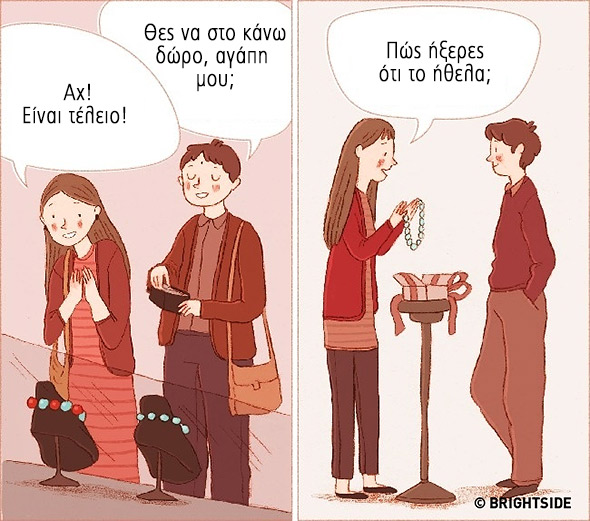 Αχ!
Είναι τέλειο!
Θες να στο κάνω
δώρο, αγάπη
μου;
Πώς ήξερες
ότι το ήθελα;
© BRIGHTSIDE